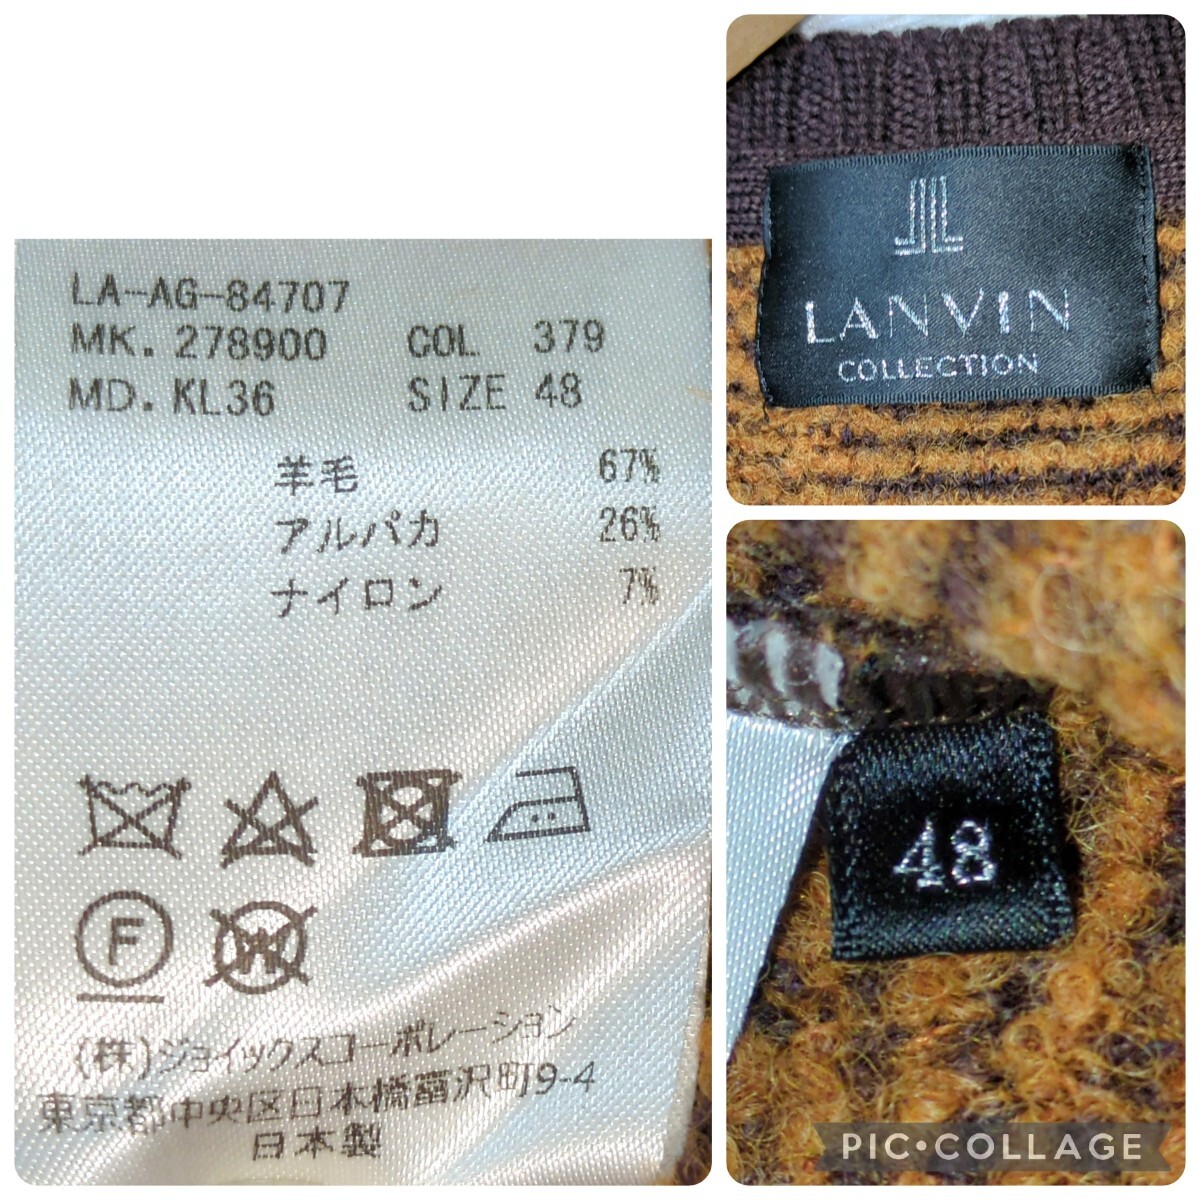 LA-AG-84707
MK. 278900 COL 379
MD. KL36 SIZE 48
羊毛 67%
アルパカ 26%
ナイロン 7%
F
W
(株)ジョイックスコーポレーション
東京都中央区日本橋富沢町9-4
日本製
LANVIN
COLLECTION
48
PIC•COLLAGE